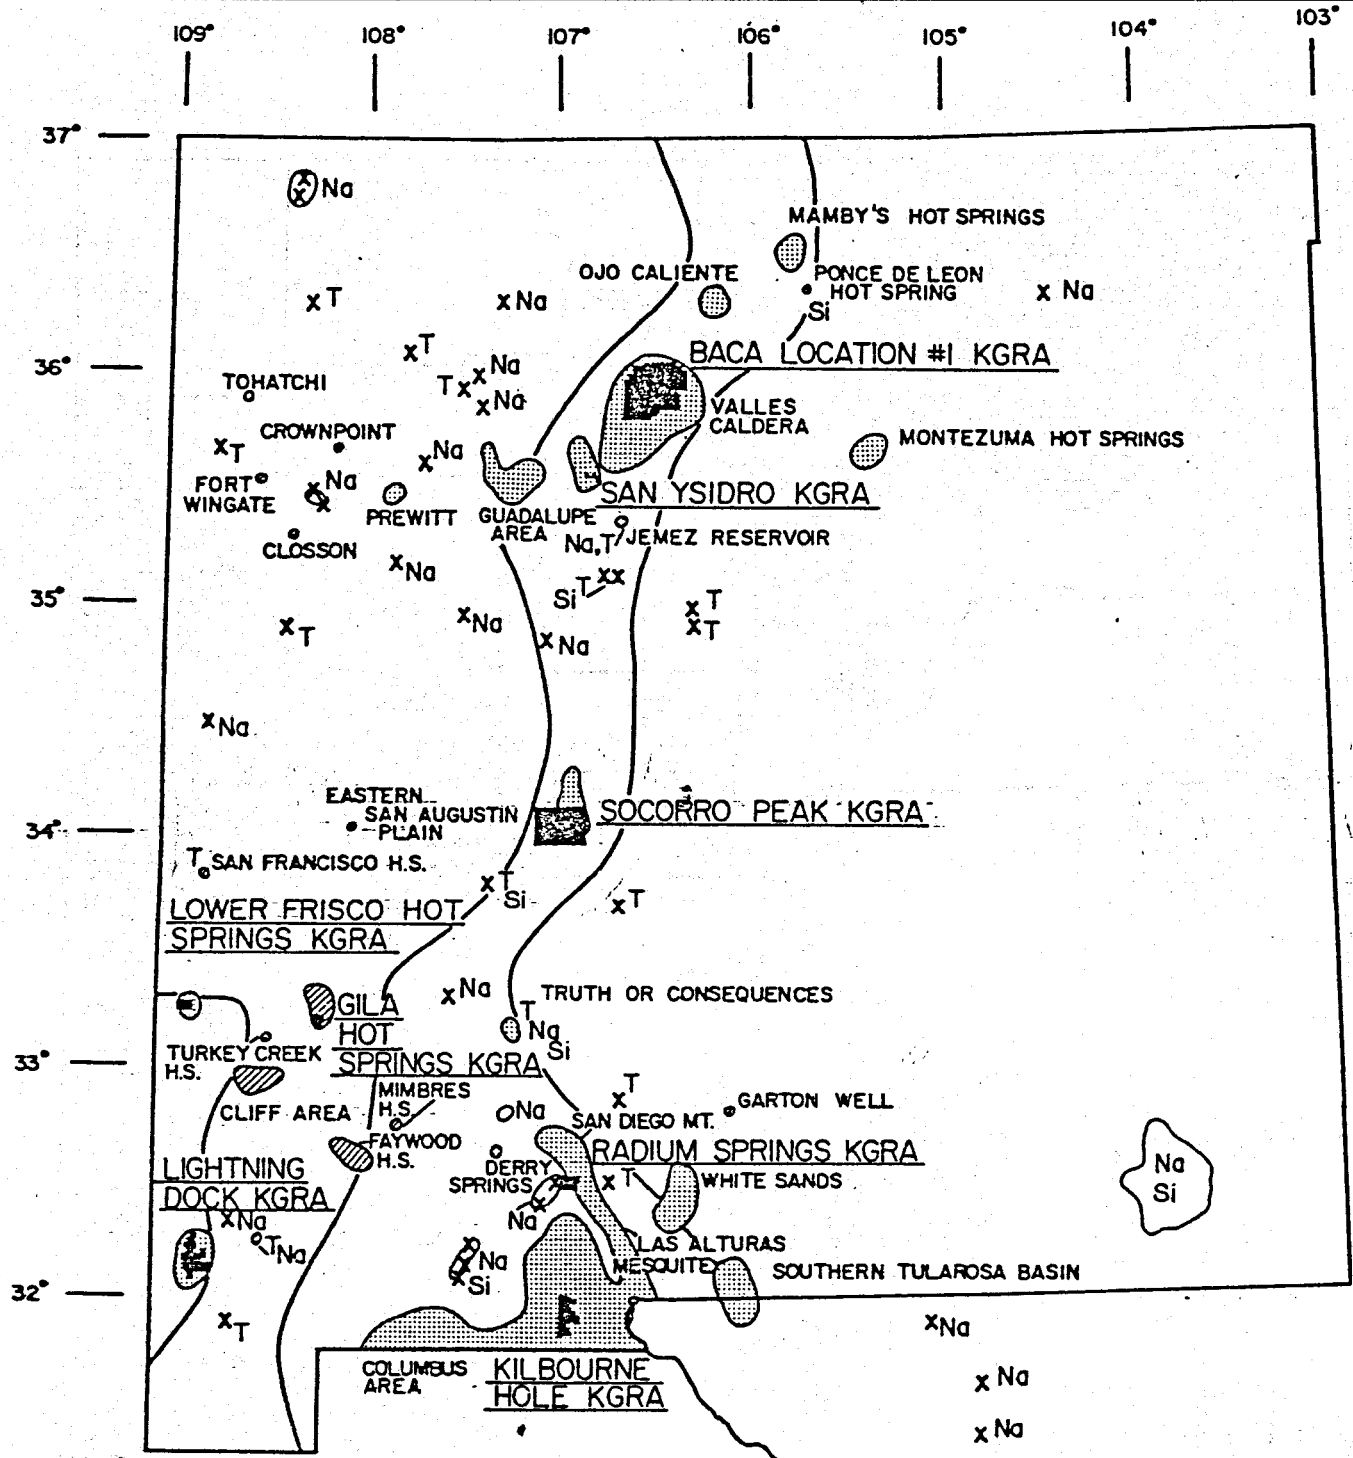 109° 108° 107° 106° 105° 104° 103°
37°
Na
MAMBY'S HOT SPRINGS
OJO CALIENTE
PONCE DE LEON
HOT SPRING
Si
x T
x Na
x Na
36°
x T
BACA LOCATION #1 KGRA
x Na
T x
x Na
TOHATCHI
VALLES
CALDERA
CROWNPOINT
MONTEZUMA HOT SPRINGS
x T
x Na
FORT
WINGATE
Na
PREWITT
GUADALUPE
AREA
SAN YSIDRO KGRA
CLOSSON
Na,T
JEMEZ RESERVOIR
x Na
T xx
Si
35°
x T
x T
x T
x Na
x Na
x Na
EASTERN
SAN AUGUSTIN
PLAIN
SOCORRO PEAK KGRA
34°
T SAN FRANCISCO H.S.
x T
Si
x T
LOWER FRISCO HOT
SPRINGS KGRA
x Na
T TRUTH OR CONSEQUENCES
Na
Si
GILA
HOT
SPRINGS KGRA
33°
TURKEY CREEK
H.S.
CLIFF AREA
MIMBRES
H.S.
Na
x T
GARTON WELL
SAN DIEGO MT.
FAYWOOD
H.S.
RADIUM SPRINGS KGRA
LIGHTNING
DOCK KGRA
DERRY
SPRINGS
x T
WHITE SANDS
Na
Si
x Na
T Na
Na
LAS ALTURAS
MESQUITE
Na
Si
SOUTHERN TULAROSA BASIN
32°
x T
x Na
COLUMBUS
AREA
KILBOURNE
HOLE KGRA
x Na
x Na